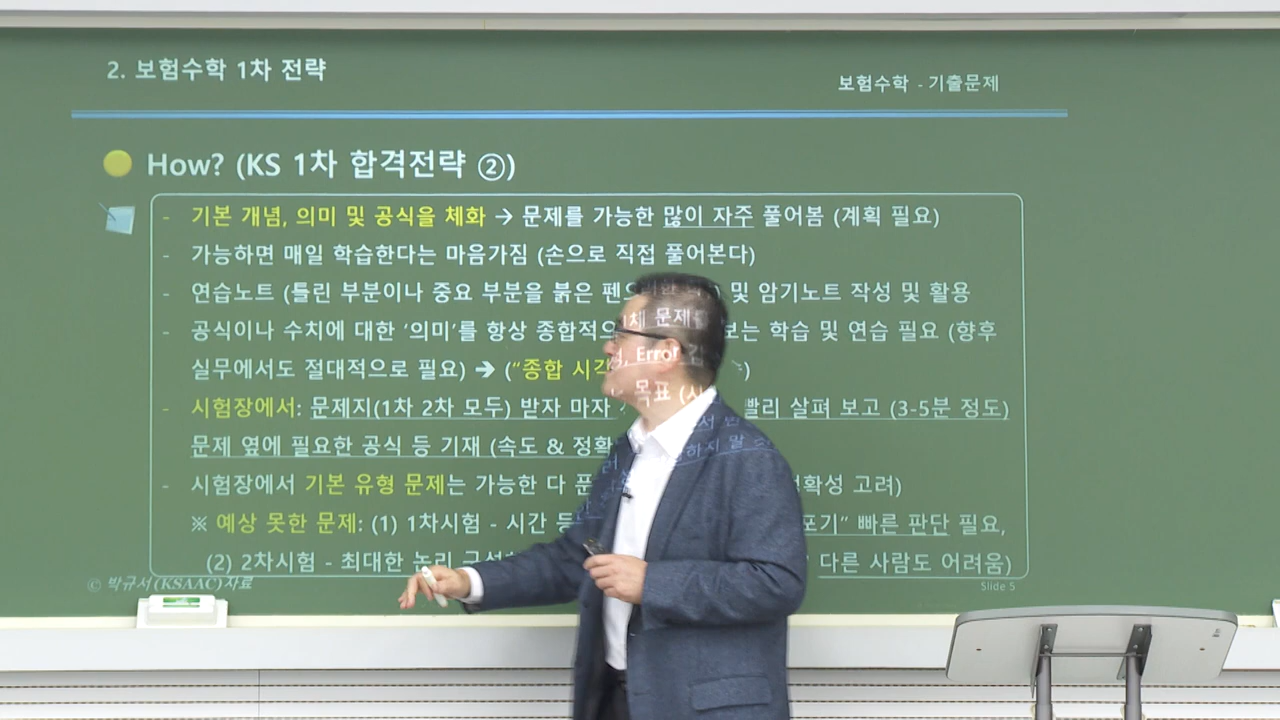 2. 보험수학 1차 전략
보험수학 - 기출문제
How? (KS 1차 합격전략 ②)
- 기본 개념, 의미 및 공식을 체화 → 문제를 가능한 많이 자주 풀어봄 (계획 필요)
- 가능하면 매일 학습한다는 마음가짐 (손으로 직접 풀어본다)
- 연습노트 (틀린 부분이나 중요 부분을 붉은 펜으로 및 암기노트 작성 및 활용
- 공식이나 수치에 대한 ‘의미’를 항상 종합적으 보는 학습 및 연습 필요 (향후
실무에서도 절대적으로 필요) ➔ (“종합 시각 )
- 시험장에서: 문제지(1차 2차 모두) 받자 마자 빨리 살펴 보고 (3-5분 정도)
문제 옆에 필요한 공식 등 기재 (속도 & 정확
- 시험장에서 기본 유형 문제는 가능한 다 푼 확성 고려)
※ 예상 못한 문제: (1) 1차시험 - 시간 등 포기” 빠른 판단 필요,
(2) 2차시험 - 최대한 논리 구성 다른 사람도 어려움)
© 박규서 (KSAAC) 자료
Slide 5